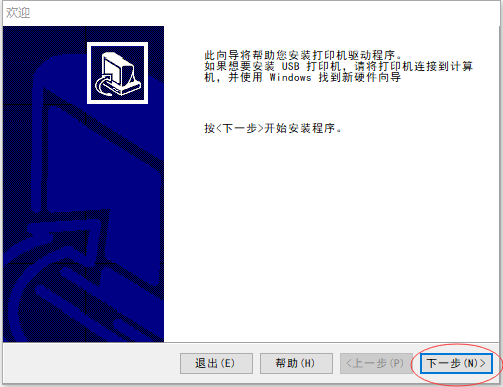 欢迎
此向导将帮助您安装打印机驱动程序。
如果想要安装 USB 打印机，请将打印机连接到计算
机，并使用 Windows 找到新硬件向导
按<下一步>开始安装程序。
退出(E)
帮助(H)
<上一步(P)
下一步(N)>